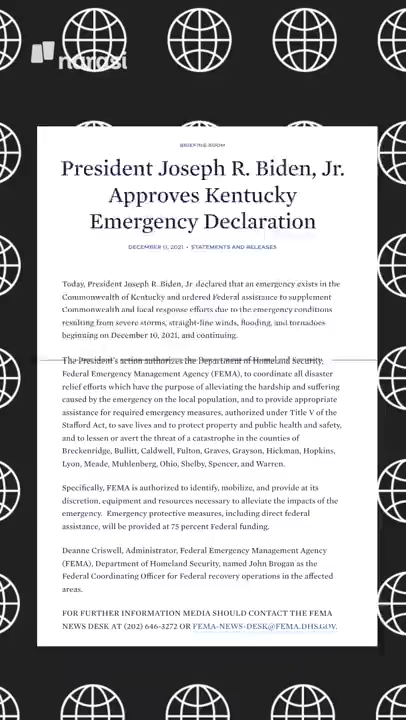 narasi
BRIEFING ROOM
President Joseph R. Biden, Jr.
Approves Kentucky
Emergency Declaration
DECEMBER 11, 2021 • STATEMENTS AND RELEASES
Today, President Joseph R. Biden, Jr. declared that an emergency exists in the
Commonwealth of Kentucky and ordered Federal assistance to supplement
Commonwealth and local response efforts due to the emergency conditions
resulting from severe storms, straight-line winds, flooding, and tornadoes
beginning on December 10, 2021, and continuing.
The President's action authorizes the Department of Homeland Security,
Federal Emergency Management Agency (FEMA), to coordinate all disaster
relief efforts which have the purpose of alleviating the hardship and suffering
caused by the emergency on the local population, and to provide appropriate
assistance for required emergency measures, authorized under Title V of the
Stafford Act, to save lives and to protect property and public health and safety,
and to lessen or avert the threat of a catastrophe in the counties of
Breckenridge, Bullitt, Caldwell, Fulton, Graves, Grayson, Hickman, Hopkins,
Lyon, Meade, Muhlenberg, Ohio, Shelby, Spencer, and Warren.
Specifically, FEMA is authorized to identify, mobilize, and provide at its
discretion, equipment and resources necessary to alleviate the impacts of the
emergency. Emergency protective measures, including direct federal
assistance, will be provided at 75 percent Federal funding.
Deanne Criswell, Administrator, Federal Emergency Management Agency
(FEMA), Department of Homeland Security, named John Brogan as the
Federal Coordinating Officer for Federal recovery operations in the affected
areas.
FOR FURTHER INFORMATION MEDIA SHOULD CONTACT THE FEMA
NEWS DESK AT (202) 646-3272 OR FEMA-NEWS-DESK@FEMA.DHS.GOV.